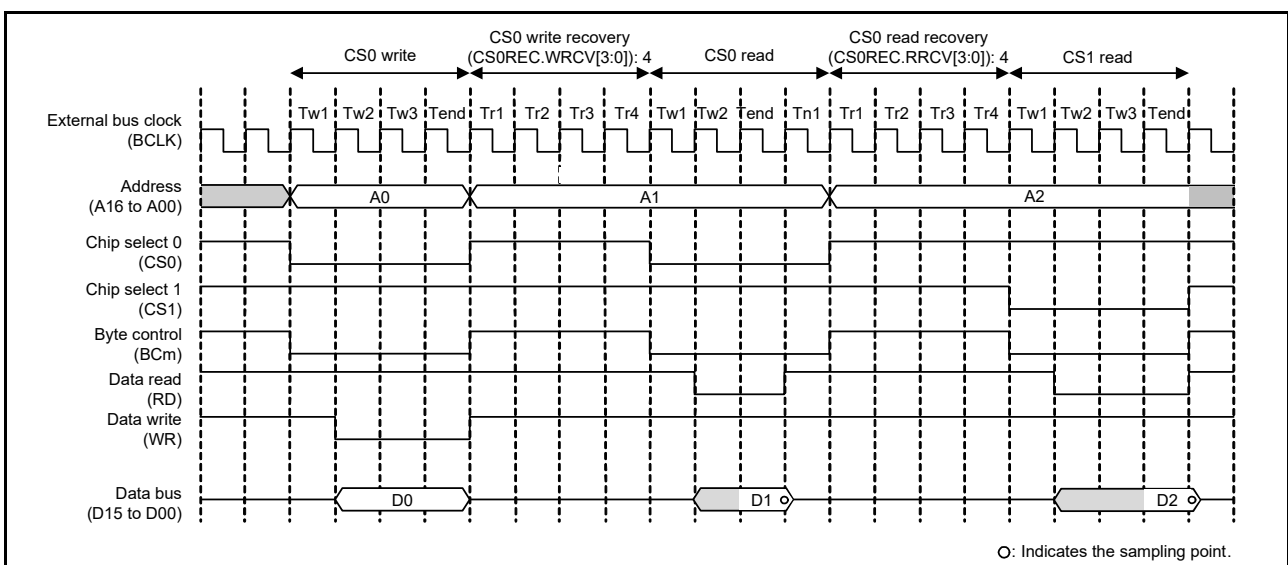 CS0 write
CS0 write recovery
(CS0REC.WRCV[3:0]): 4
CS0 read
CS0 read recovery
(CS0REC.RRCV[3:0]): 4
CS1 read
Tw1 Tw2 Tw3 Tend Tr1 Tr2 Tr3 Tr4 Tw1 Tw2 Tend Tn1 Tr1 Tr2 Tr3 Tr4 Tw1 Tw2 Tw3 Tend
External bus clock
(BCLK)
Address
(A16 to A00)
A0 A1 A2
Chip select 0
(CS0)
Chip select 1
(CS1)
Byte control
(BCm)
Data read
(RD)
Data write
(WR)
Data bus
(D15 to D00)
D0 D1 D2
O: Indicates the sampling point.